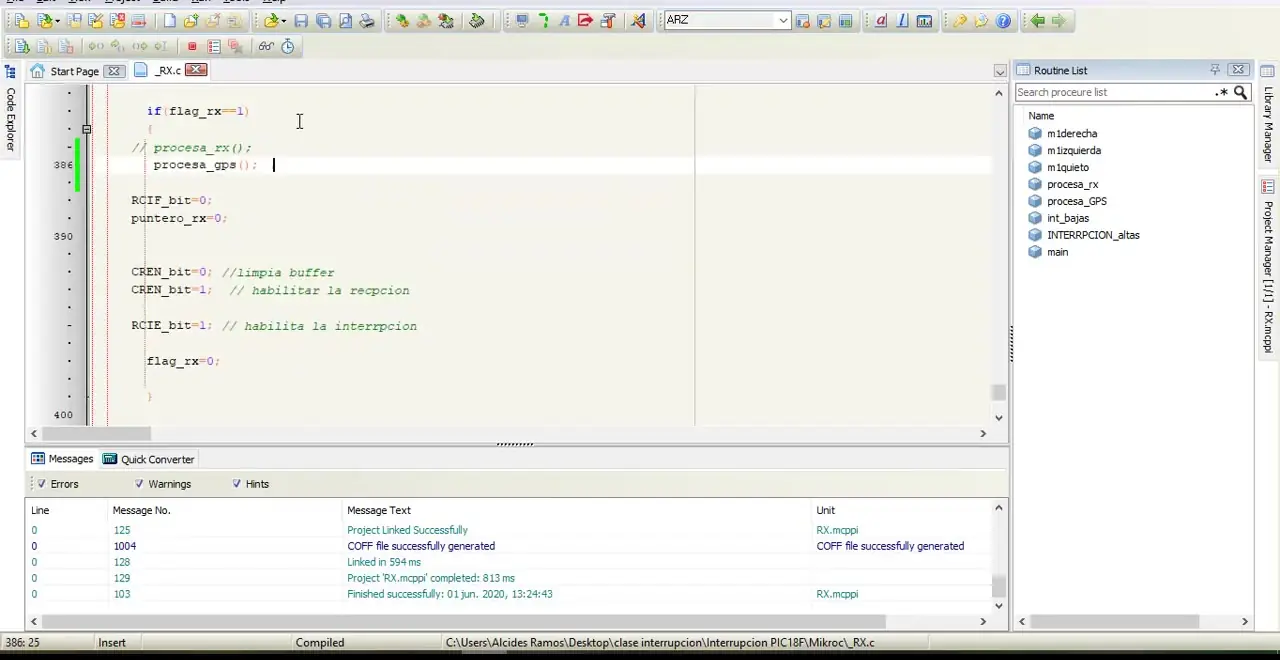 ARZ
Start Page
_RX.c
Code Explorer
if(flag_rx==1)
{
// procesa_rx();
386
procesa_gps();
RCIF_bit=0;
puntero_rx=0;
390
CREN_bit=0; //limpia buffer
CREN_bit=1; // habilitar la recpcion
RCIE_bit=1; // habilita la interrpcion
flag_rx=0;
}
400
Routine List
Search proceure list
.*
Name
m1derecha
m1izquierda
m1quieto
procesa_rx
procesa_GPS
int_bajas
INTERRPCION_altas
main
Library Manager
Project Manager [1/1] - RX.mcppi
Messages
Quick Converter
Errors
Warnings
Hints
Line Message No. Message Text Unit
0 125 Project Linked Successfully RX.mcppi
0 1004 COFF file successfully generated COFF file successfully generated
0 128 Linked in 594 ms
0 129 Project 'RX.mcppi' completed: 813 ms
0 103 Finished successfully: 01 jun. 2020, 13:24:43 RX.mcppi
386: 25 Insert Compiled C:\Users\Alcides Ramos\Desktop\clase interrupcion\Interrupcion PIC18F\Mikroc\_RX.c